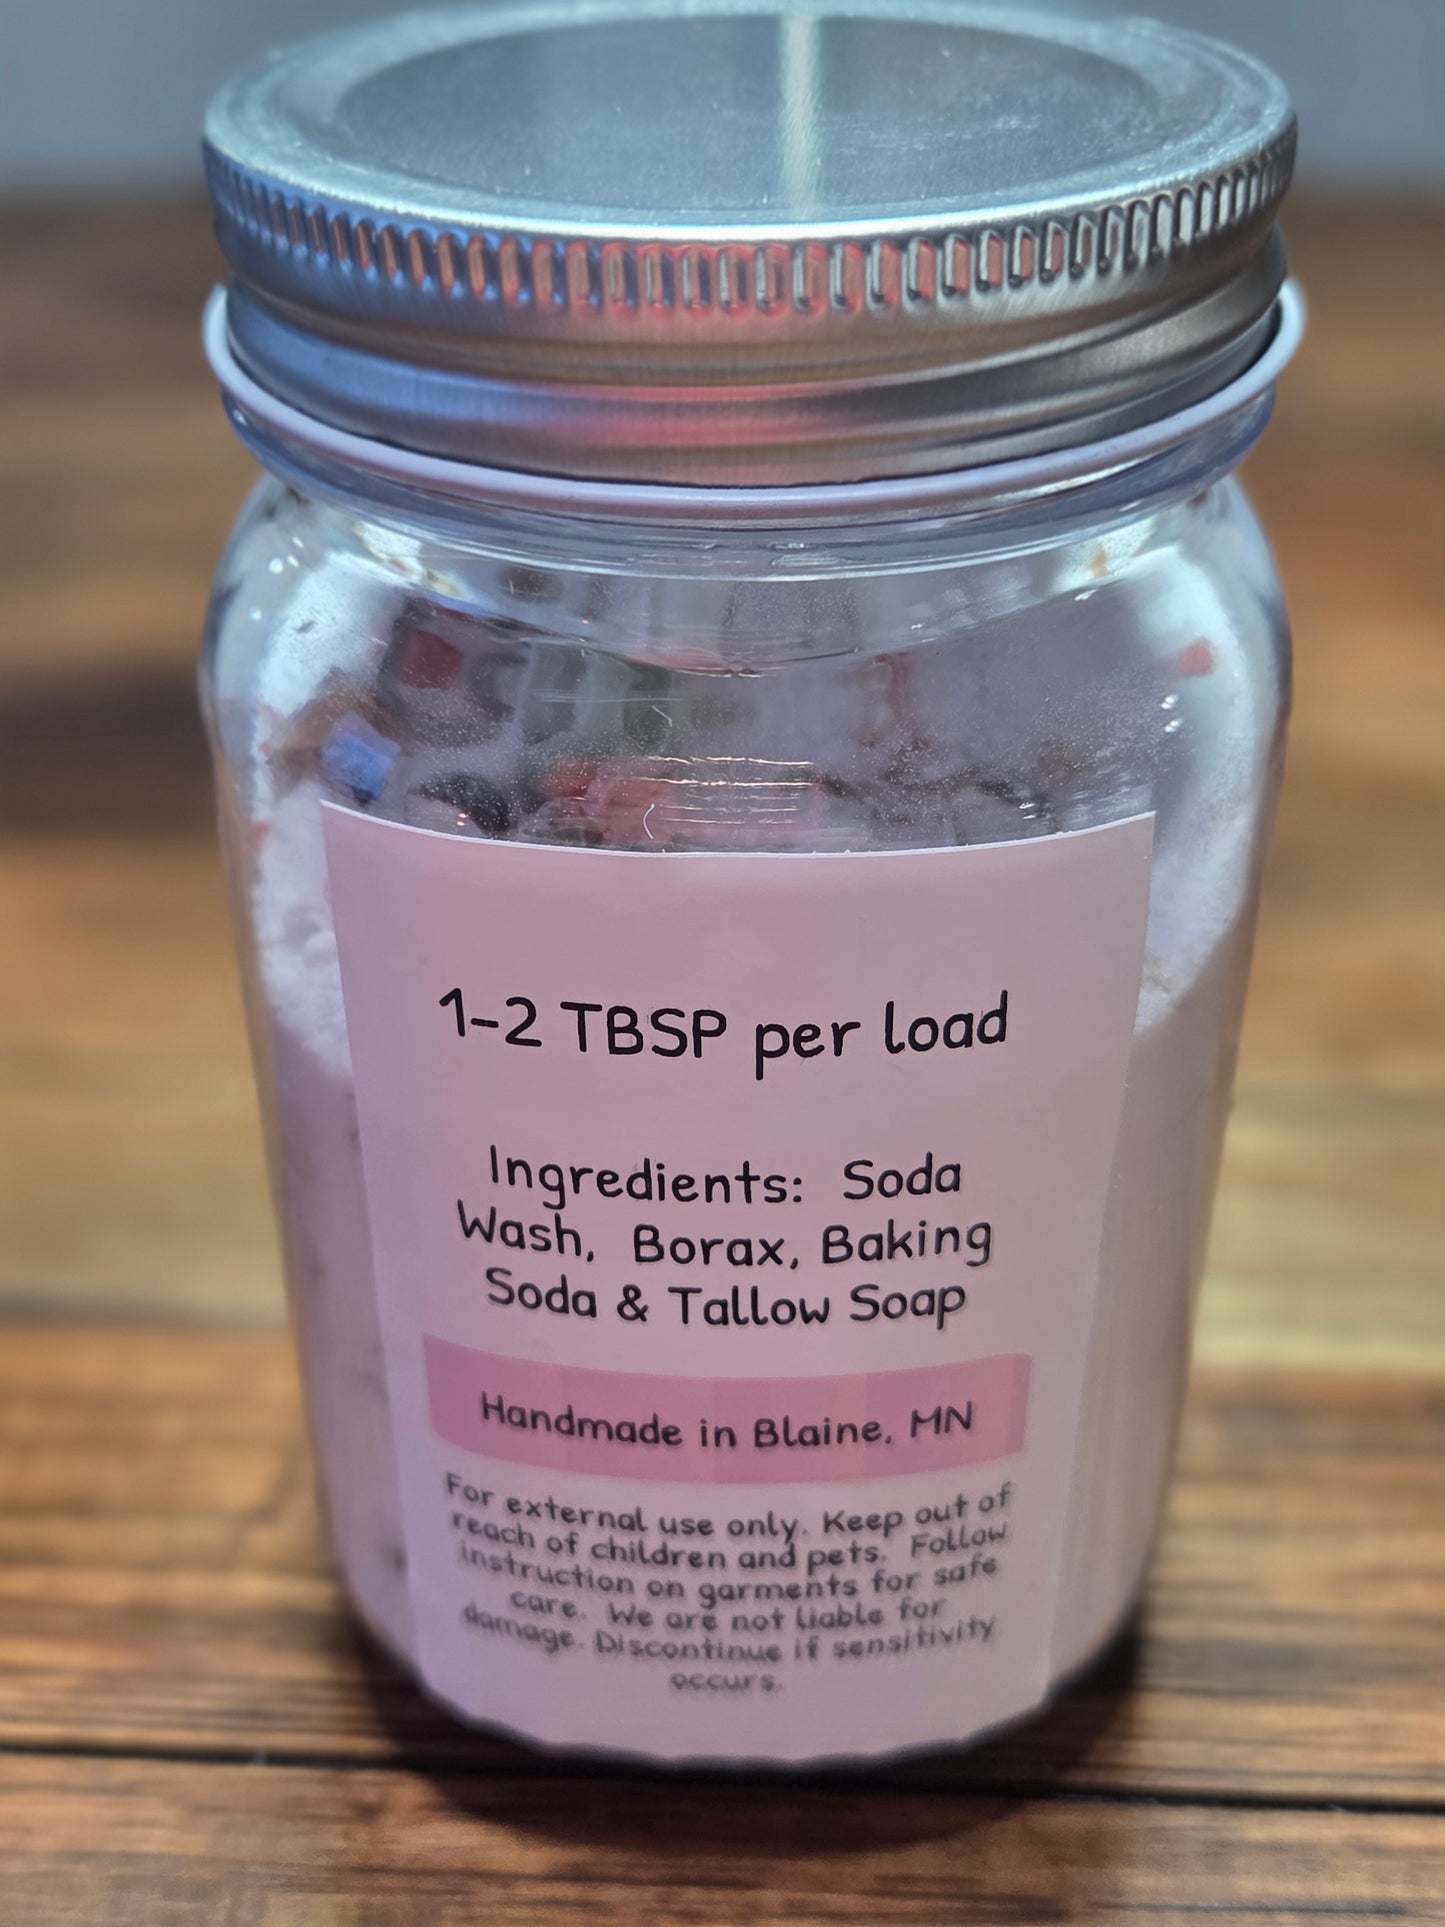 1-2 TBSP per load
Ingredients: Soda
Wash, Borax, Baking
Soda & Tallow Soap
Handmade in Blaine, MN
For external use only. Keep out of
reach of children and pets. Follow
instruction on garments for safe
care. We are not liable for
damage. Discontinue if sensitivity
occurs.